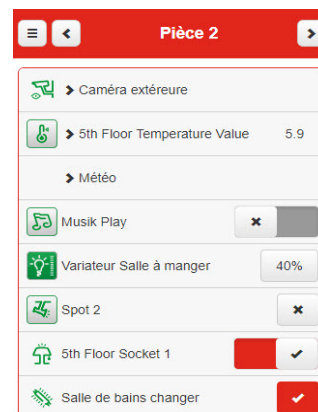 Pièce 2
Caméra extéreure
5th Floor Temperature Value 5.9
Météo
Musik Play
Variateur Salle à manger 40%
Spot 2
5th Floor Socket 1
Salle de bains changer